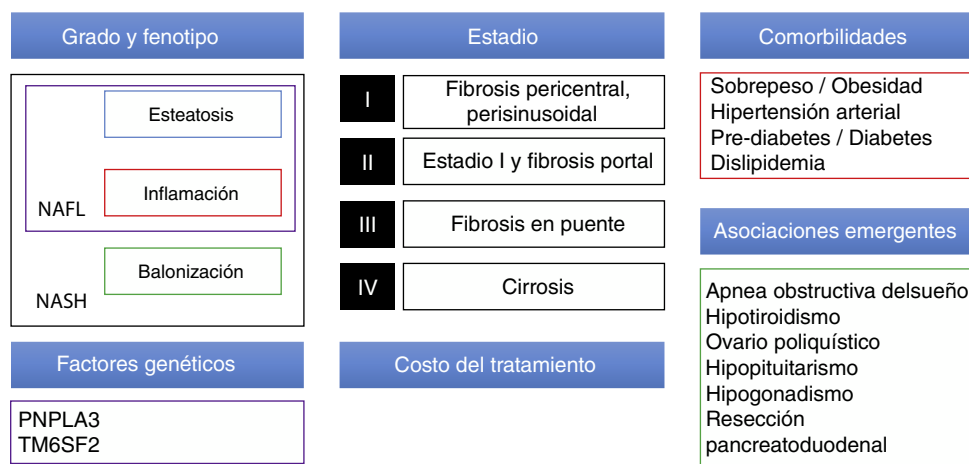 Grado y fenotipo
Esteatosis
Inflamación
NAFL
Balonización
NASH
Factores genéticos
PNPLA3
TM6SF2
Estadio
I
Fibrosis pericentral,
perisinusoidal
II
Estadio I y fibrosis portal
III
Fibrosis en puente
IV
Cirrosis
Costo del tratamiento
Comorbilidades
Sobrepeso / Obesidad
Hipertensión arterial
Pre-diabetes / Diabetes
Dislipidemia
Asociaciones emergentes
Apnea obstructiva delsueño
Hipotiroidismo
Ovario poliquístico
Hipopituitarismo
Hipogonadismo
Resección
pancreatoduodenal